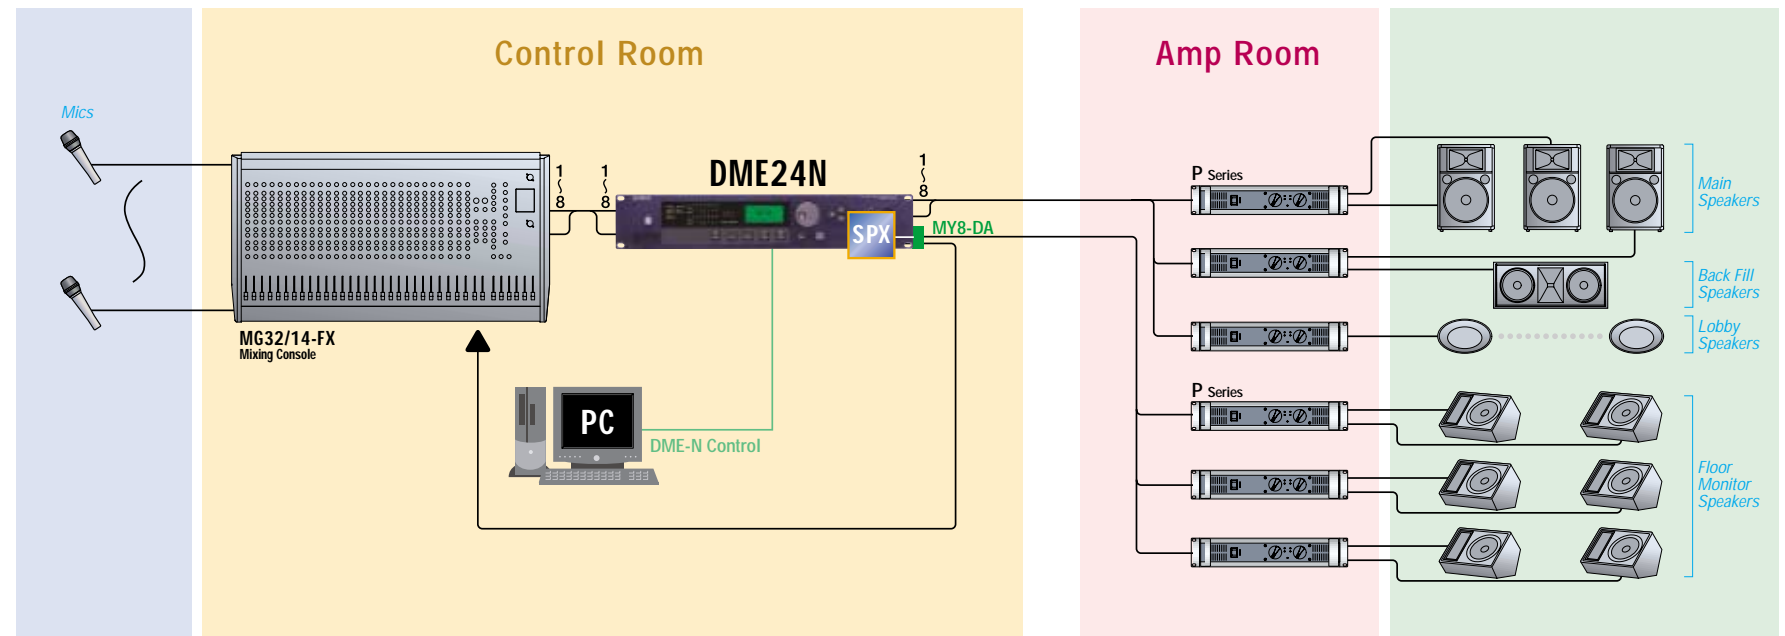 Control Room
Amp Room
Mics
1~8
1~8
DME24N
1~8
SPX
MY8-DA
P Series
Main
Speakers
Back Fill
Speakers
Lobby
Speakers
MG32/14-FX
Mixing Console
PC
DME-N Control
P Series
Floor
Monitor
Speakers